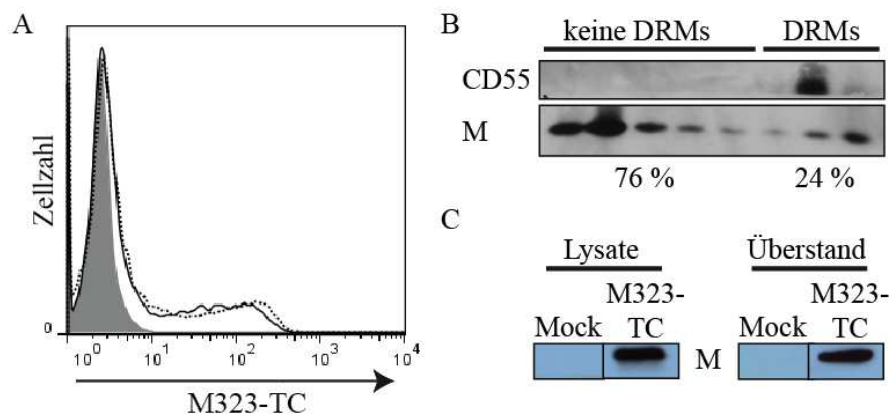 A
Zellzahl
0
10^0 10^1 10^2 10^3 10^4
M323-TC
B
keine DRMs DRMs
CD55
M
76 % 24 %
C
Lysate Überstand
M323- M323-
Mock TC Mock TC
M